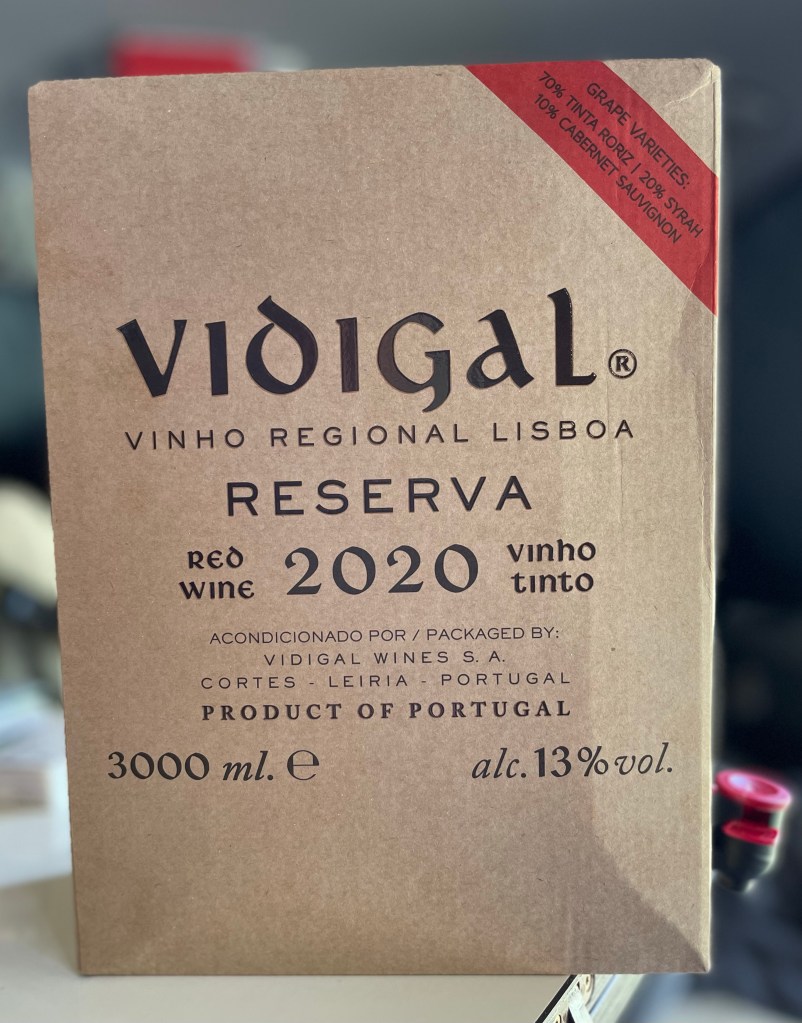 GRAPE VARIETIES:
70% TINTA RORIZ | 20% SYRAH
10% CABERNET SAUVIGNON
VIDIGAL®
VINHO REGIONAL LISBOA
RESERVA
RED WINE 2020 vinho tinto
ACONDICIONADO POR / PACKAGED BY:
VIDIGAL WINES S. A.
CORTES - LEIRIA - PORTUGAL
PRODUCT OF PORTUGAL
3000 ml. ℮ alc. 13% vol.